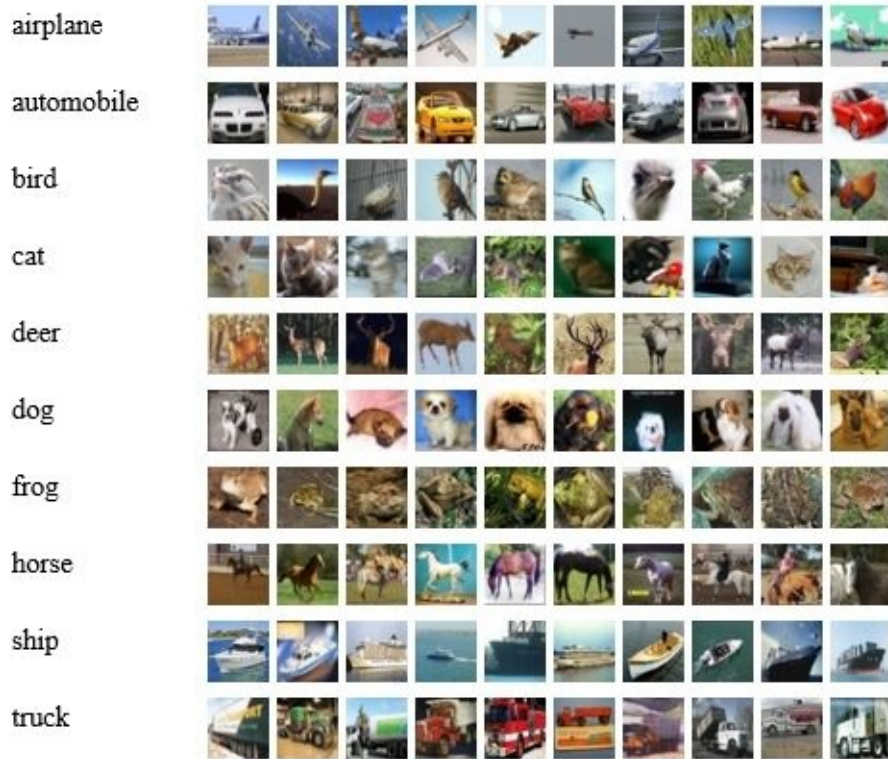 airplane
automobile
bird
cat
deer
dog
frog
horse
ship
truck